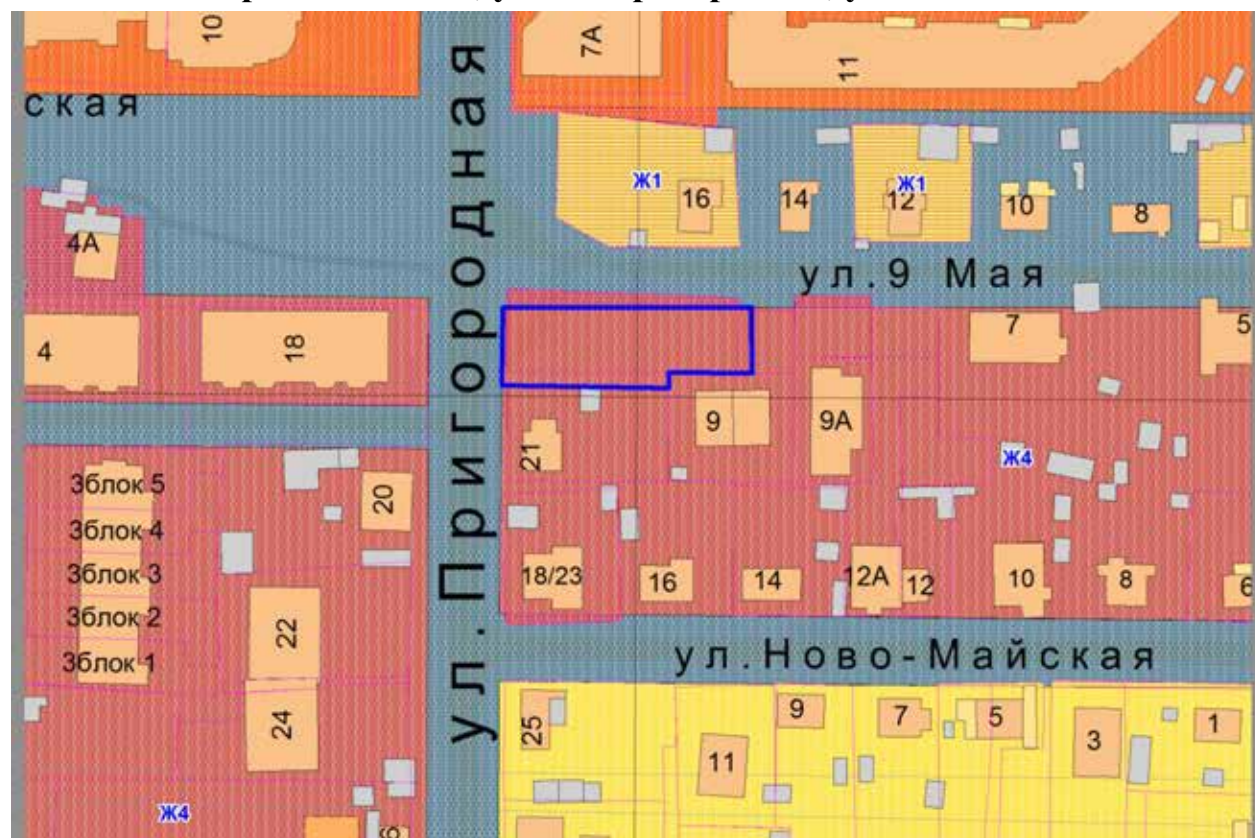 10
7А
11
ская
Ж1
16
14
Ж1
12
10
8
4А
ул.9 Мая
4
18
7
5
9
9А
21
Ж4
3блок 5
3блок 4
3блок 3
3блок 2
3блок 1
20
18/23
16
14
12А
12
10
8
6
22
ул.Ново-Майская
ул.Пригородная
24
25
11
9
7
5
3
1
Ж4